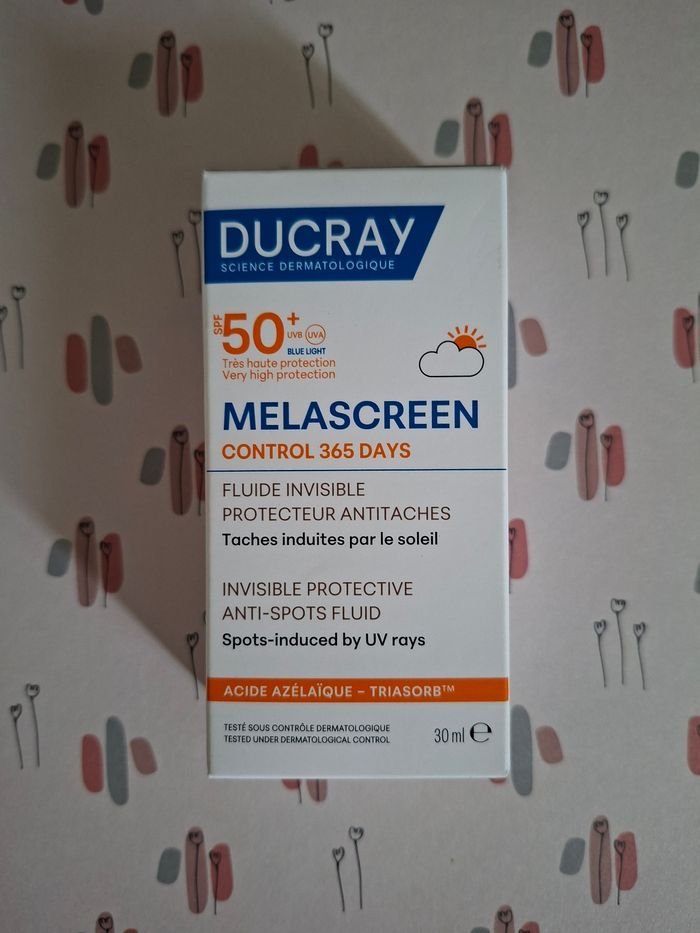 DUCRAY
SCIENCE DERMATOLOGIQUE
SPF 50+ UVB UVA
BLUE LIGHT
Très haute protection
Very high protection
MELASCREEN
CONTROL 365 DAYS
FLUIDE INVISIBLE
PROTECTEUR ANTITACHES
Taches induites par le soleil
INVISIBLE PROTECTIVE
ANTI-SPOTS FLUID
Spots-induced by UV rays
ACIDE AZÉLAÏQUE – TRIASORB™
TESTÉ SOUS CONTRÔLE DERMATOLOGIQUE
TESTED UNDER DERMATOLOGICAL CONTROL
30 ml ℮